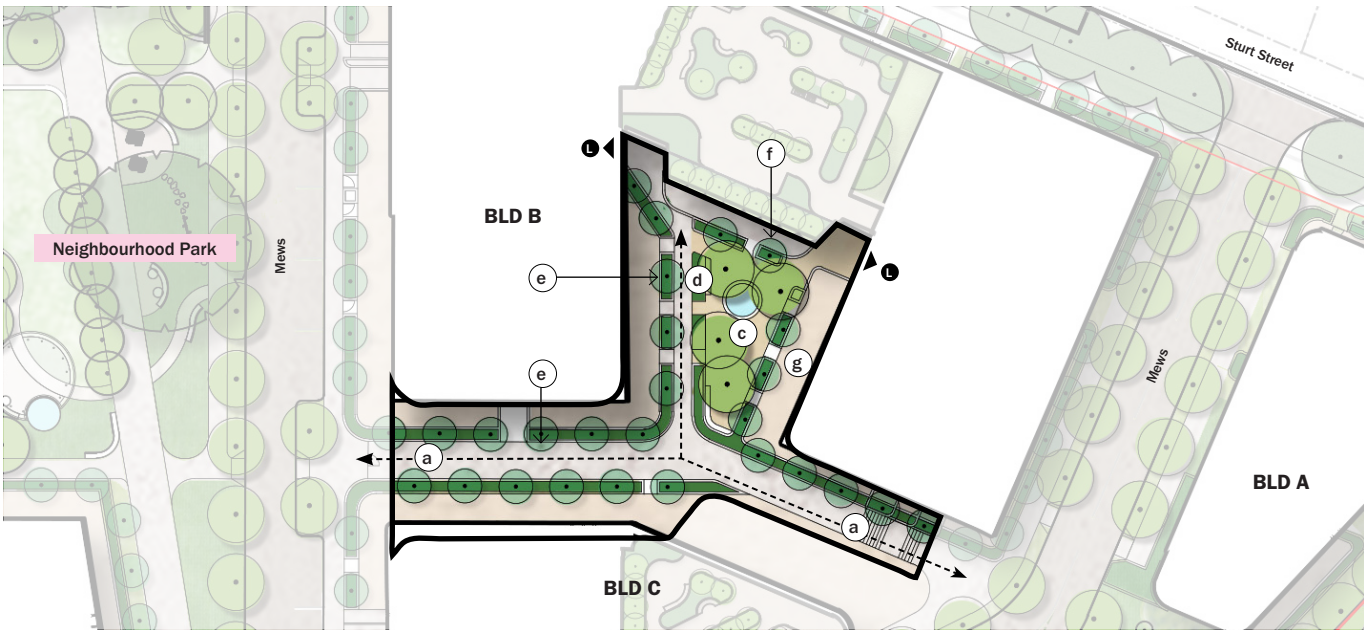 Sturt Street
L
f
BLD B
Neighbourhood Park
Mews
e
d
L
c
g
Mews
e
a
BLD A
a
BLD C